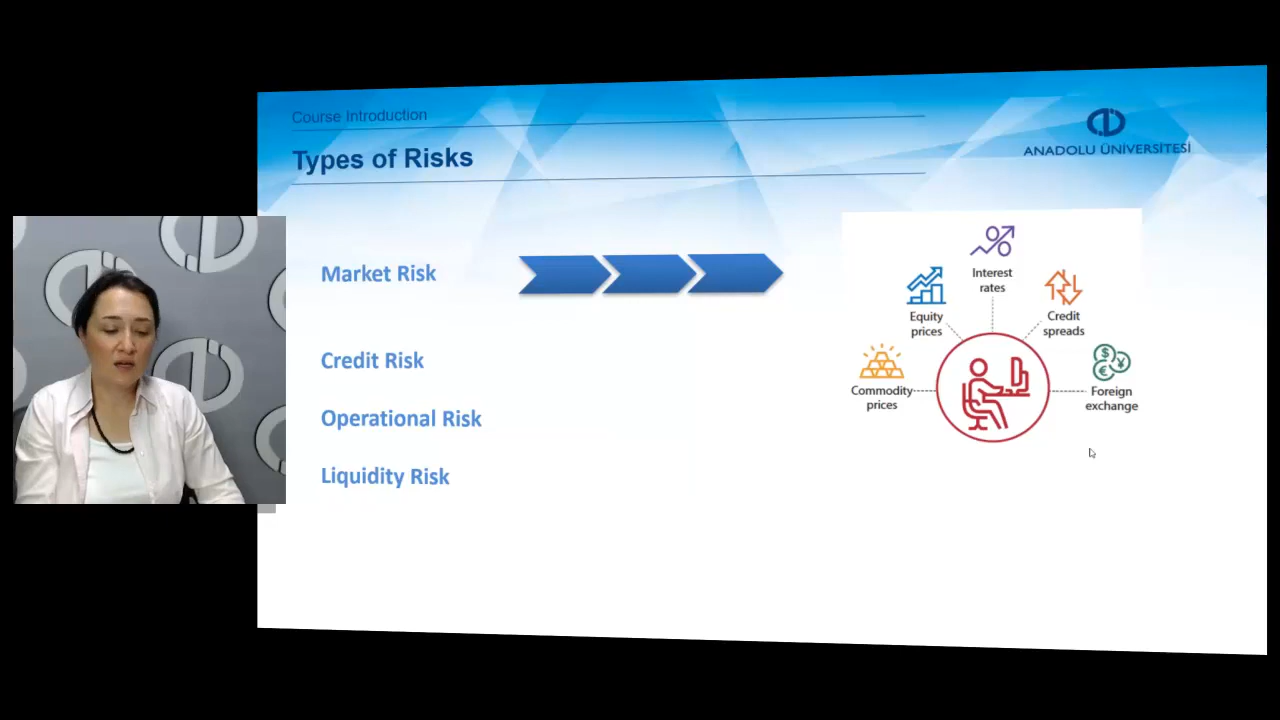 Course Introduction
Types of Risks
ANADOLU ÜNİVERSİTESİ
Market Risk
Credit Risk
Operational Risk
Liquidity Risk
Interest
rates
Equity
prices
Credit
spreads
Commodity
prices
Foreign
exchange
$
€
¥